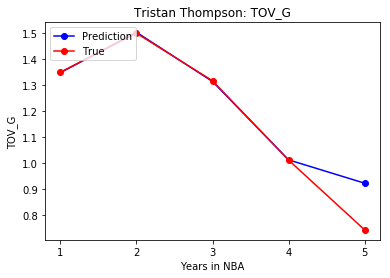 Tristan Thompson: TOV_G
Prediction
True
1.5
1.4
1.3
1.2
1.1
1.0
0.9
0.8
TOV_G
1 2 3 4 5
Years in NBA